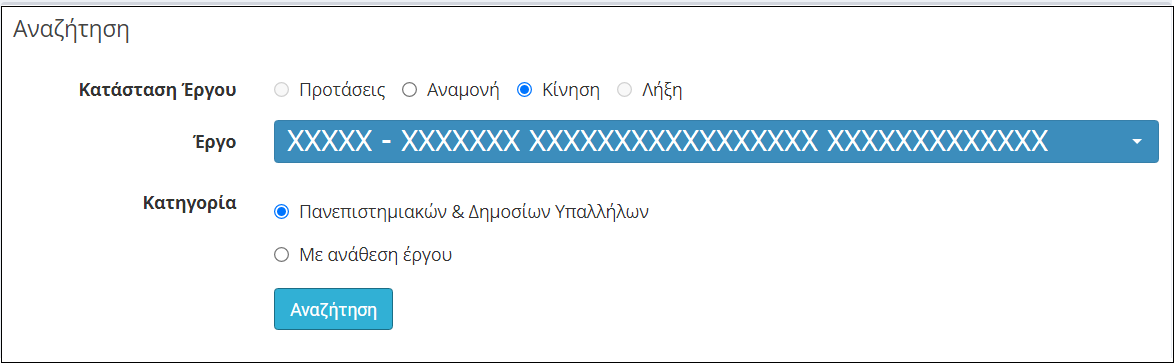 Αναζήτηση
Κατάσταση Έργου Προτάσεις Αναμονή Κίνηση Λήξη
Έργο XXXXX - XXXXXXX XXXXXXXXXXXXXXXXX XXXXXXXXXXXXX
Κατηγορία Πανεπιστημιακών & Δημοσίων Υπαλλήλων
Με ανάθεση έργου
Αναζήτηση